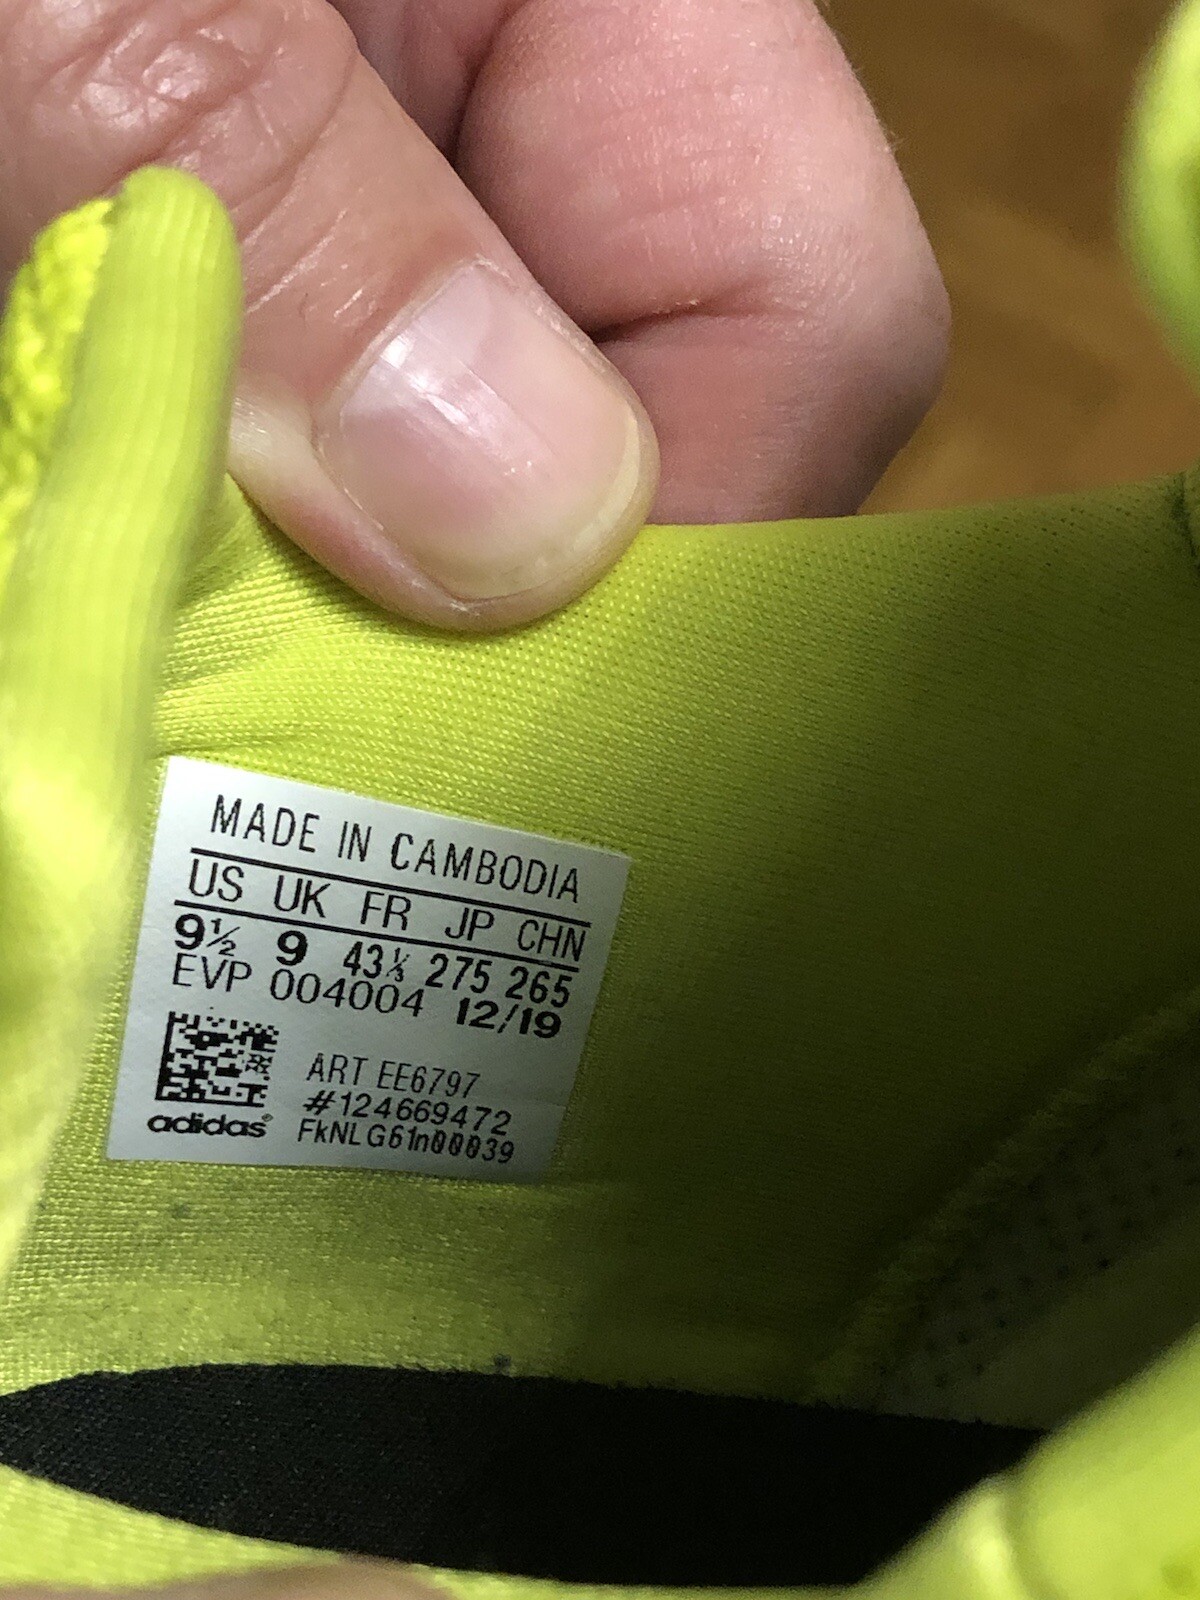 MADE IN CAMBODIA
US UK FR JP CHN
9½ 9 43⅓ 275 265
EVP 004004 12/19
ART EE6797
#124669472
FkNLG61n00039
adidas®